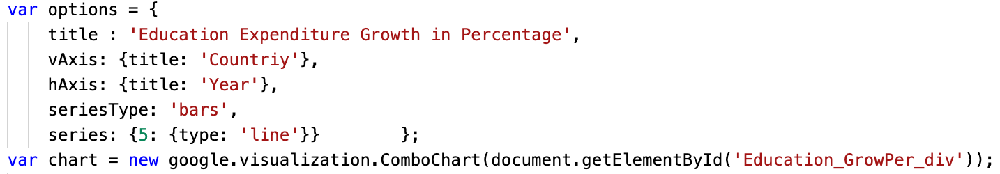 var options = {
title : 'Education Expenditure Growth in Percentage',
vAxis: {title: 'Countriy'},
hAxis: {title: 'Year'},
seriesType: 'bars',
series: {5: {type: 'line'}}        };
var chart = new google.visualization.ComboChart(document.getElementById('Education_GrowPer_div'));